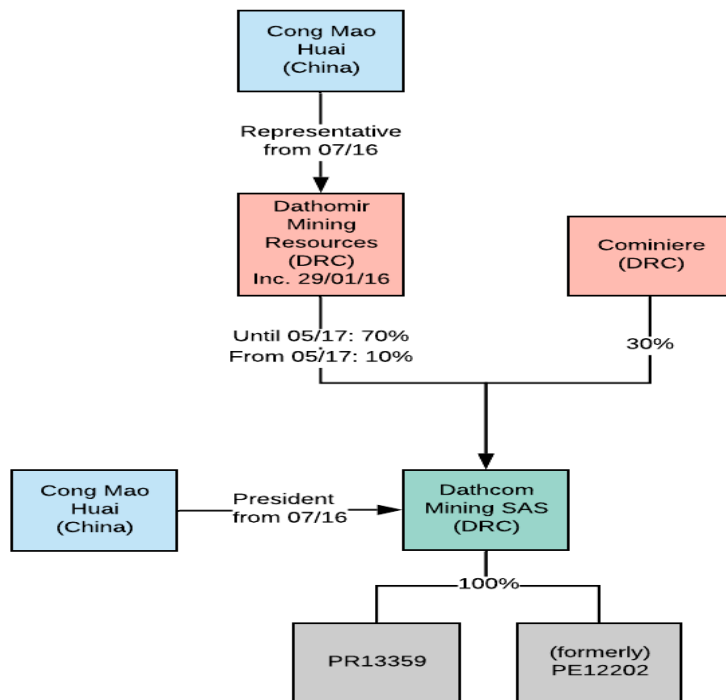 Cong Mao
Huai
(China)
Representative
from 07/16
Dathomir
Mining
Resources
(DRC)
Inc. 29/01/16
Cominiere
(DRC)
Until 05/17: 70%
From 05/17: 10%
30%
Cong Mao
Huai
(China)
President
from 07/16
Dathcom
Mining SAS
(DRC)
100%
PR13359
(formerly)
PE12202